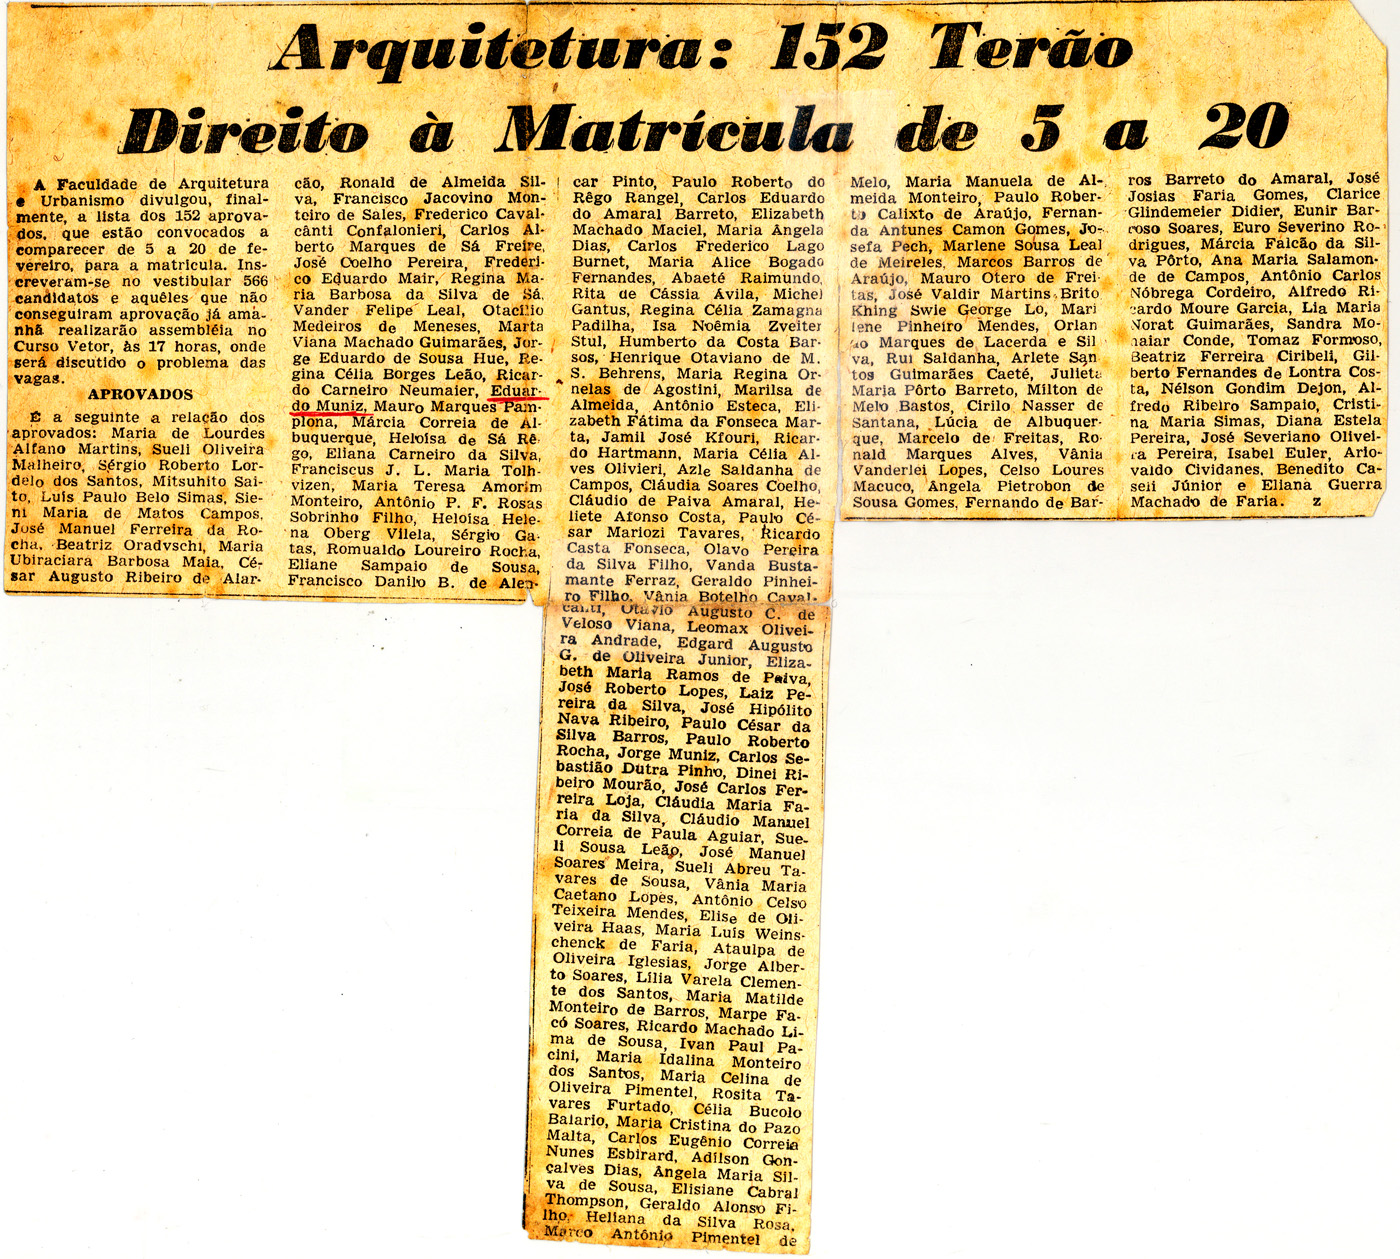 Arquitetura: 152 Terão
Direito à Matrícula de 5 a 20
A Faculdade de Arquitetura
e Urbanismo divulgou, final-
mente, a lista dos 152 aprova-
dos, que estão convocados a
comparecer de 5 a 20 de fe-
vereiro, para a matrícula. Ins-
creveram-se no vestibular 566
candidatos e aquêles que não
conseguiram aprovação já ama-
nhã realizarão assembléia no
Curso Vetor, às 17 horas, onde
será discutido o problema das
vagas.
APROVADOS
É a seguinte a relação dos
aprovados: Maria de Lourdes
Alfano Martins, Sueli Oliveira
Malheiro, Sérgio Roberto Lor-
delo dos Santos, Mitsuhito Sai-
to, Luís Paulo Belo Simas, Sie-
ni Maria de Matos Campos,
José Manuel Ferreira da Ro-
cha, Beatriz Oradvschi, Maria
Ubiraciara Barbosa Maia, Cé-
sar Augusto Ribeiro de Alar-
cão, Ronald de Almeida Sil-
va, Francisco Jacovino Mon-
teiro de Sales, Frederico Caval-
cânti Confalonieri, Carlos Al-
berto Marques de Sá Freire,
José Coelho Pereira, Frederi-
co Eduardo Mair, Regina Ma-
ria Barbosa da Silva de Sá,
Vander Felipe Leal, Otacílio
Medeiros de Meneses, Marta
Viana Machado Guimarães, Jor-
ge Eduardo de Sousa Hue, Re-
gina Célia Borges Leão, Ricar-
do Carneiro Neumaier, Eduar-
do Muniz, Mauro Marques Pam-
plona, Márcia Correia de Al-
buquerque, Heloísa de Sá Rê-
go, Eliana Carneiro da Silva,
Franciscus J. L. Maria Tolh-
vizen, Maria Teresa Amorim
Monteiro, Antônio P. F. Rosas
Sobrinho Filho, Heloísa Hele-
na Oberg Vilela, Sérgio Ga-
tas, Romualdo Loureiro Rocha,
Eliane Sampaio de Sousa,
Francisco Danilo B. de Alen-
car Pinto, Paulo Roberto do
Rêgo Rangel, Carlos Eduardo
do Amaral Barreto, Elizabeth
Machado Maciel, Maria Angela
Dias, Carlos Frederico Lago
Burnet, Maria Alice Bogado
Fernandes, Abaeté Raimundo,
Rita de Cássia Ávila, Michel
Gantus, Regina Célia Zamagna
Padilha, Isa Noêmia Zveiter
Stul, Humberto da Costa Bar-
sos, Henrique Otaviano de M.
S. Behrens, Maria Regina Or-
nelas de Agostini, Marilsa de
Almeida, Antônio Esteca, Eli-
zabeth Fátima da Fonseca Mar-
ta, Jamil José Kfouri, Ricar-
do Hartmann, Maria Célia Al-
ves Olivieri, Azle Saldanha de
Campos, Cláudia Soares Coelho,
Cláudio de Paiva Amaral, He-
liete Afonso Costa, Paulo Cé-
sar Mariozi Tavares, Ricardo
Casta Fonseca, Olavo Pereira
da Silva Filho, Vanda Busta-
mante Ferraz, Geraldo Pinhei-
ro Filho, Vânia Botelho Caval-
canti, Otávio Augusto C. de
Veloso Viana, Leomax Olivei-
ra Andrade, Edgard Augusto
G. de Oliveira Junior, Eliza-
beth Maria Ramos de Paiva,
José Roberto Lopes, Laiz Pe-
reira da Silva, José Hipólito
Nava Ribeiro, Paulo César da
Silva Barros, Paulo Roberto
Rocha, Jorge Muniz, Carlos Se-
bastião Dutra Pinho, Dinei Ri-
beiro Mourão, José Carlos Fer-
reira Loja, Cláudia Maria Fa-
ria da Silva, Cláudio Manuel
Correia de Paula Aguiar, Sue-
li Sousa Leão, José Manuel
Soares Meira, Sueli Abreu Ta-
vares de Sousa, Vânia Maria
Caetano Lopes, Antônio Celso
Teixeira Mendes, Elise de Oli-
veira Haas, Maria Luís Weins-
chenck de Faria, Ataulpa de
Oliveira Iglesias, Jorge Alber-
to Soares, Lília Varela Clemen-
te dos Santos, Maria Matilde
Monteiro de Barros, Marpe Fa-
có Soares, Ricardo Machado Li-
ma de Sousa, Ivan Paul Pa-
cini, Maria Idalina Monteiro
dos Santos, Maria Celina de
Oliveira Pimentel, Rosita Ta-
vares Furtado, Célia Bucolo
Balario, Maria Cristina do Pazo
Malta, Carlos Eugênio Correia
Nunes Esbirard, Adilson Gon-
çalves Dias, Angela Maria Sil-
va de Sousa, Elisiane Cabral
Thompson, Geraldo Alonso Fi-
lho, Heliana da Silva Rosa,
Marco Antônio Pimentel de
Melo, Maria Manuela de Al-
meida Monteiro, Paulo Rober-
to Calixto de Araújo, Fernan-
da Antunes Camon Gomes, Jo-
sefa Pech, Marlene Sousa Leal
de Meireles, Marcos Barros de
Araújo, Mauro Otero de Frei-
tas, José Valdir Martins Brito
Khing Swie George Lo, Mari
lene Pinheiro Mendes, Orlan
do Marques de Lacerda e Sil
va, Rui Saldanha, Arlete San
tos Guimarães Caeté, Julieta
Maria Pôrto Barreto, Milton de
Melo Bastos, Cirilo Nasser de
Santana, Lúcia de Albuquer-
que, Marcelo de Freitas, Ro-
nald Marques Alves, Vânia
Vanderlei Lopes, Celso Loures
Macuco, Angela Pietrobon de
Sousa Gomes, Fernando de Bar-
ros Barreto do Amaral, José
Josias Faria Gomes, Clarice
Glindemeier Didier, Eunir Bar-
roso Soares, Euro Severino Ro-
drigues, Márcia Falcão da Sil-
va Pôrto, Ana Maria Salamon-
de de Campos, Antônio Carlos
Nóbrega Cordeiro, Alfredo Ri-
cardo Moure Garcia, Lia Maria
Norat Guimarães, Sandra Mo-
naiar Conde, Tomaz Formoso,
Beatriz Ferreira Ciribeli, Gil-
berto Fernandes de Lontra Cos-
ta, Nélson Gondim Dejon, Al-
fredo Ribeiro Sampaio, Cristi-
na Maria Simas, Diana Estela
Pereira, José Severiano Olivei-
ra Pereira, Isabel Euler, Ario-
valdo Cividanes, Benedito Ca-
seli Júnior e Eliana Guerra
Machado de Faria. z